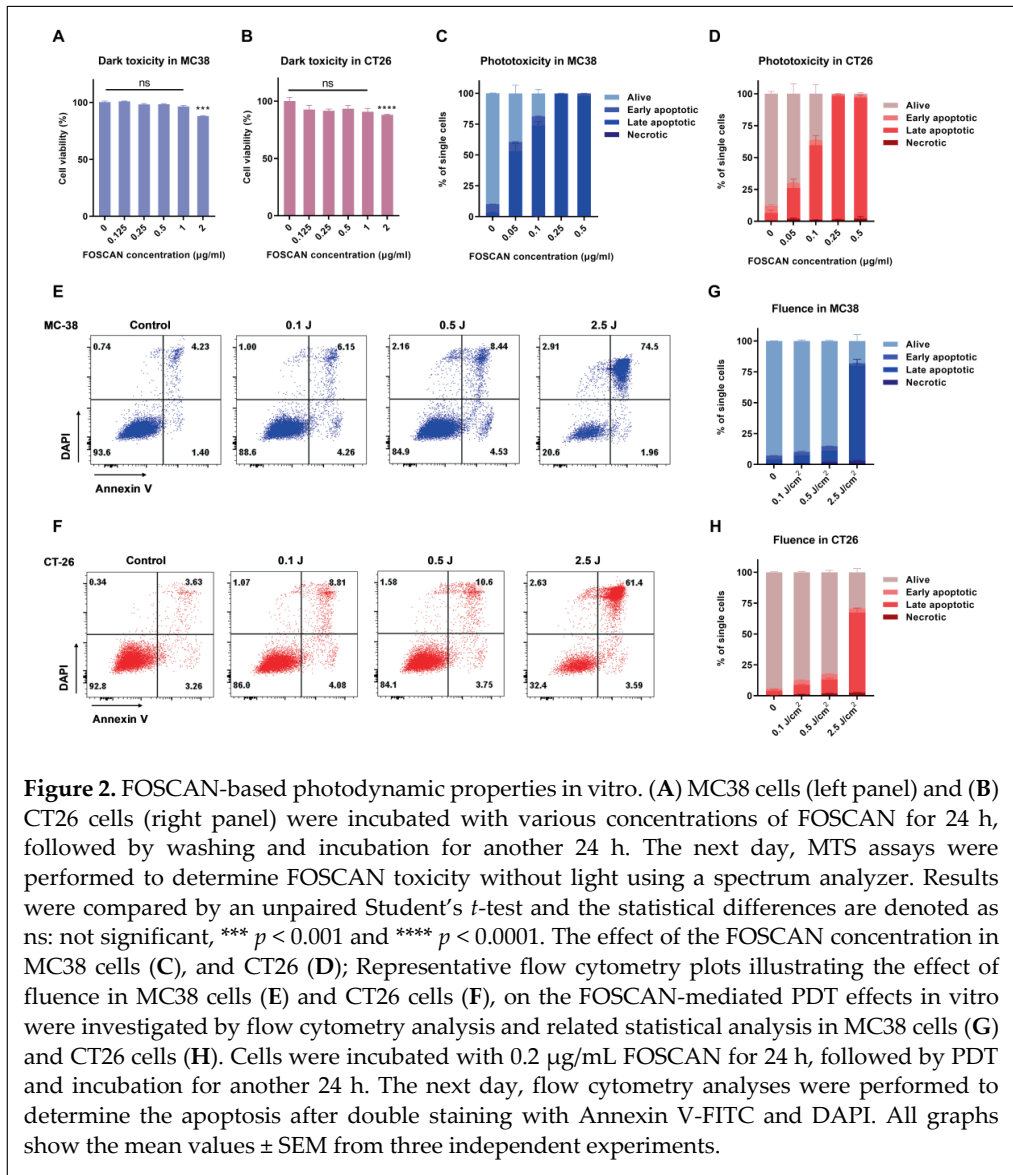 A
Dark toxicity in MC38
ns
***
Cell viability (%)
100
50
0
0
0.125
0.25
0.5
1
2
FOSCAN concentration (µg/ml)
B
Dark toxicity in CT26
ns
****
Cell viability (%)
100
50
0
0
0.125
0.25
0.5
1
2
FOSCAN concentration (µg/ml)
C
Phototoxicity in MC38
% of single cells
100
75
50
25
0
0
0.05
0.1
0.25
0.5
FOSCAN concentration (µg/ml)
Alive
Early apoptotic
Late apoptotic
Necrotic
D
Phototoxicity in CT26
% of single cells
100
75
50
25
0
0
0.05
0.1
0.25
0.5
FOSCAN concentration (µg/ml)
Alive
Early apoptotic
Late apoptotic
Necrotic
E
MC-38
Control
0.1 J
0.5 J
2.5 J
0.74
4.23
93.6
1.40
1.00
6.15
88.6
4.26
2.16
8.44
84.9
4.53
2.91
74.5
20.6
1.96
DAPI
Annexin V
G
Fluence in MC38
% of single cells
100
75
50
25
0
0
0.1 J/cm²
0.5 J/cm²
2.5 J/cm²
Alive
Early apoptotic
Late apoptotic
Necrotic
F
CT-26
Control
0.1 J
0.5 J
2.5 J
0.34
3.63
92.8
3.26
1.07
8.81
86.0
4.08
1.58
10.6
84.1
3.75
2.63
61.4
32.4
3.59
DAPI
Annexin V
H
Fluence in CT26
% of single cells
100
75
50
25
0
0
0.1 J/cm²
0.5 J/cm²
2.5 J/cm²
Alive
Early apoptotic
Late apoptotic
Necrotic
Figure 2. FOSCAN-based photodynamic properties in vitro. (A) MC38 cells (left panel) and (B)
CT26 cells (right panel) were incubated with various concentrations of FOSCAN for 24 h,
followed by washing and incubation for another 24 h. The next day, MTS assays were
performed to determine FOSCAN toxicity without light using a spectrum analyzer. Results
were compared by an unpaired Student’s t-test and the statistical differences are denoted as
ns: not significant, *** p < 0.001 and **** p < 0.0001. The effect of the FOSCAN concentration in
MC38 cells (C), and CT26 (D); Representative flow cytometry plots illustrating the effect of
fluence in MC38 cells (E) and CT26 cells (F), on the FOSCAN-mediated PDT effects in vitro
were investigated by flow cytometry analysis and related statistical analysis in MC38 cells (G)
and CT26 cells (H). Cells were incubated with 0.2 µg/mL FOSCAN for 24 h, followed by PDT
and incubation for another 24 h. The next day, flow cytometry analyses were performed to
determine the apoptosis after double staining with Annexin V-FITC and DAPI. All graphs
show the mean values ± SEM from three independent experiments.